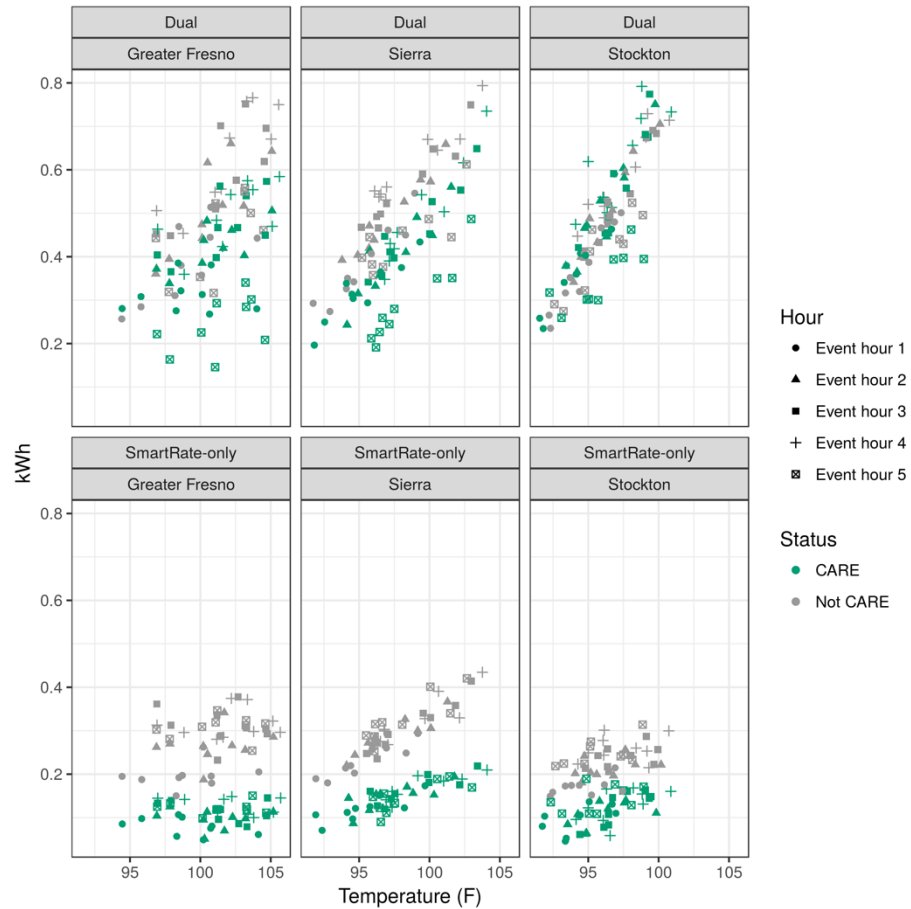 Dual Dual Dual
Greater Fresno Sierra Stockton
0.8
0.6
0.4
0.2
kWh
SmartRate-only SmartRate-only SmartRate-only
Greater Fresno Sierra Stockton
0.8
0.6
0.4
0.2
0.0
95 100 105 95 100 105 95 100 105
Temperature (F)
Hour
Event hour 1
Event hour 2
Event hour 3
Event hour 4
Event hour 5
Status
CARE
Not CARE